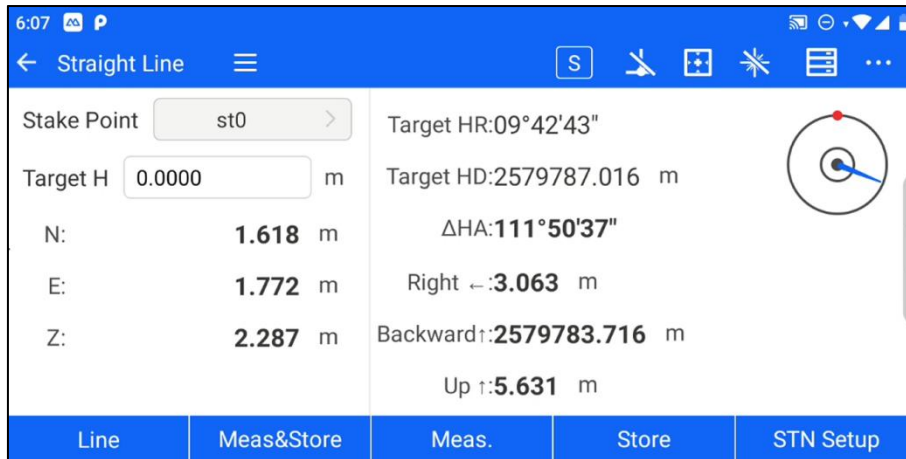 6:07
Straight Line
S
Stake Point st0
Target H 0.0000 m
N: 1.618 m
E: 1.772 m
Z: 2.287 m
Target HR:09°42'43"
Target HD:2579787.016 m
ΔHA:111°50'37"
Right ←:3.063 m
Backward↑:2579783.716 m
Up ↑:5.631 m
Line Meas&Store Meas. Store STN Setup